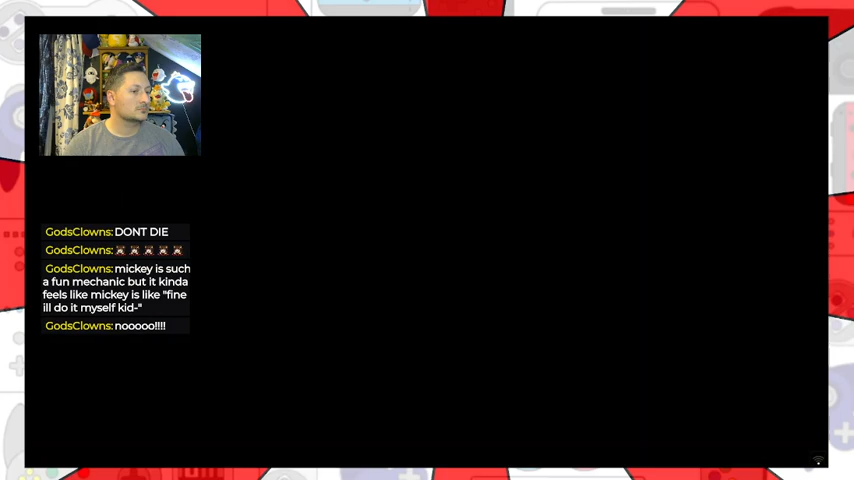 GodsClowns: DONT DIE
GodsClowns:
GodsClowns: mickey is such
a fun mechanic but it kinda
feels like mickey is like "fine
ill do it myself kid-"
GodsClowns: nooooo!!!!